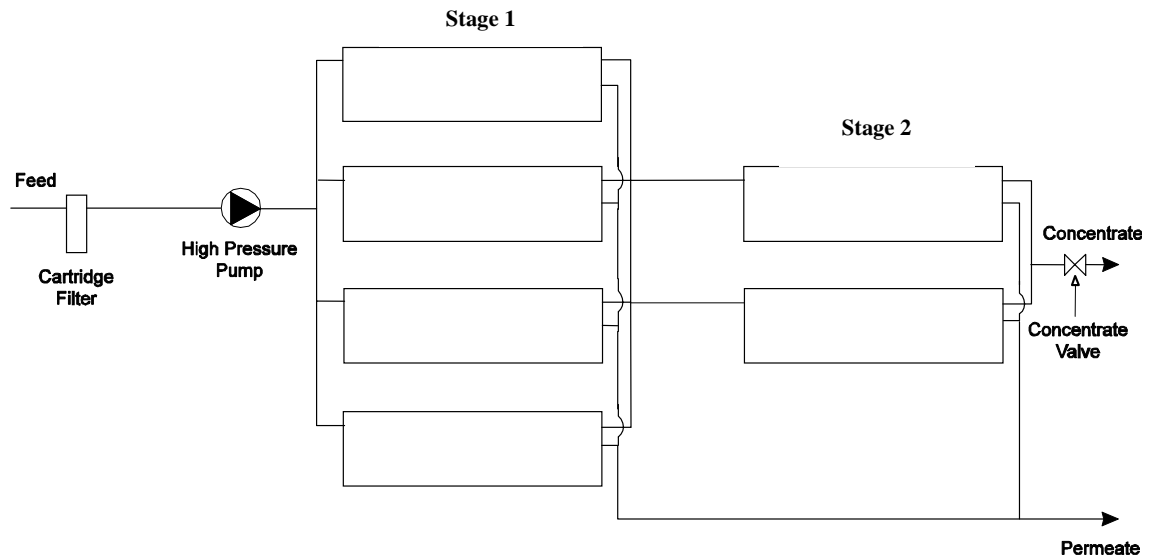 Stage 1
Stage 2
Feed
Cartridge
Filter
High Pressure
Pump
Concentrate
Concentrate
Valve
Permeate